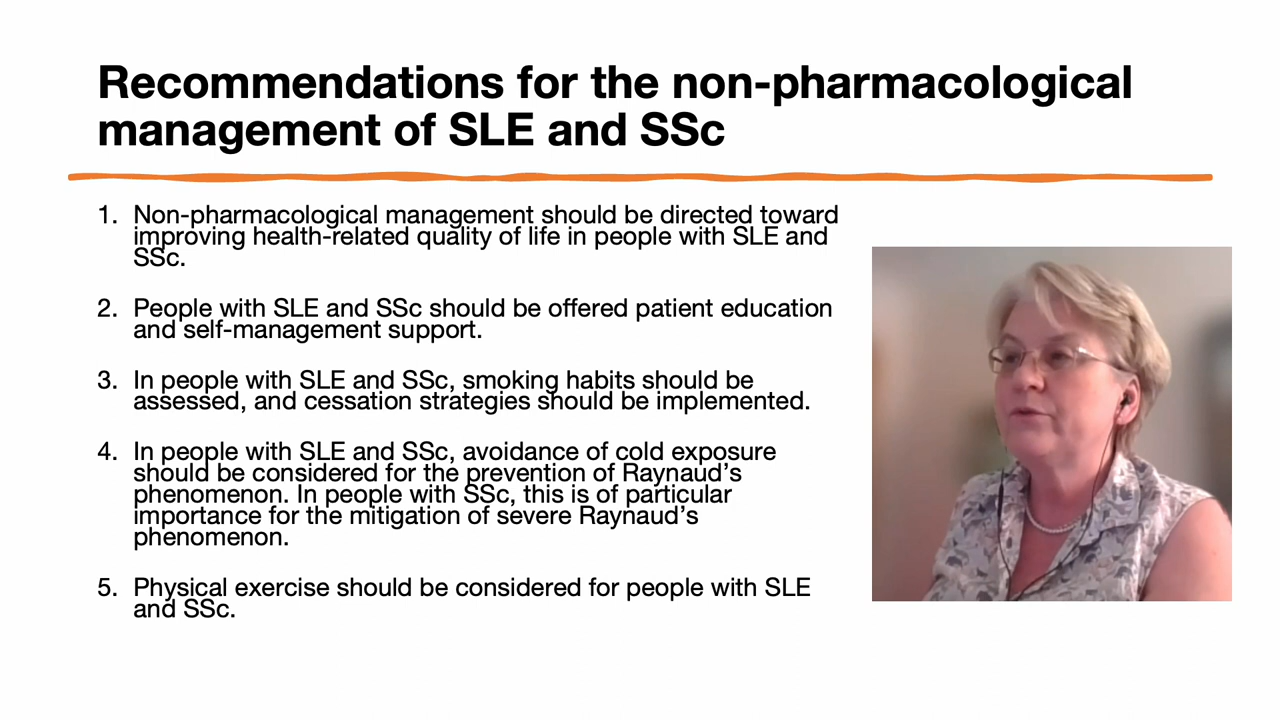 Recommendations for the non-pharmacological
management of SLE and SSc
1. Non-pharmacological management should be directed toward
improving health-related quality of life in people with SLE and
SSc.
2. People with SLE and SSc should be offered patient education
and self-management support.
3. In people with SLE and SSc, smoking habits should be
assessed, and cessation strategies should be implemented.
4. In people with SLE and SSc, avoidance of cold exposure
should be considered for the prevention of Raynaud’s
phenomenon. In people with SSc, this is of particular
importance for the mitigation of severe Raynaud’s
phenomenon.
5. Physical exercise should be considered for people with SLE
and SSc.